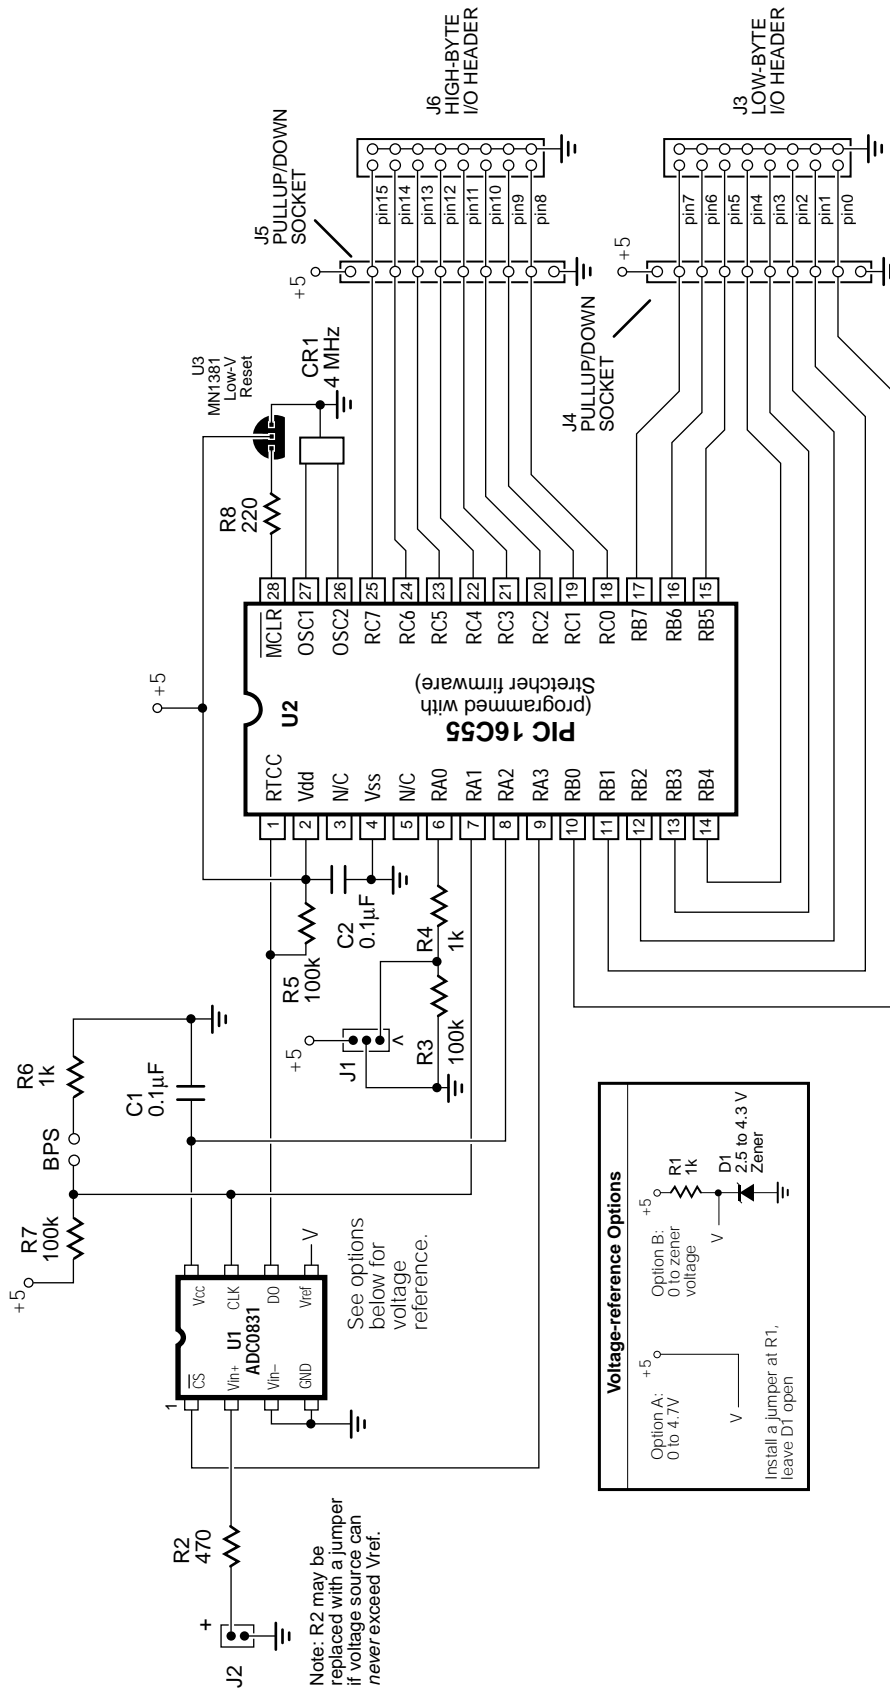 +5
R7
100k
BPS
R6
1k
C1
0.1µF
J2
+
R2
470
Note: R2 may be
replaced with a jumper
if voltage source can
never exceed Vref.
1
CS
Vin+
Vin–
GND
U1
ADC0831
Vcc
CLK
DO
Vref
V
See options
below for
voltage
reference.
+5
R5
100k
C2
0.1µF
+5
J1
<
R3
100k
R4
1k
1
2
3
4
5
6
7
8
9
10
11
12
13
14
RTCC
Vdd
N/C
Vss
N/C
RA0
RA1
RA2
RA3
RB0
RB1
RB2
RB3
RB4
U2
PIC 16C55
(programmed with
Stretcher firmware)
MCLR
OSC1
OSC2
RC7
RC6
RC5
RC4
RC3
RC2
RC1
RC0
RB7
RB6
RB5
28
27
26
25
24
23
22
21
20
19
18
17
16
15
R8
220
U3
MN1381
Low-V
Reset
CR1
4 MHz
J5
PULLUP/DOWN
SOCKET
+5
J6
HIGH-BYTE
I/O HEADER
pin15
pin14
pin13
pin12
pin11
pin10
pin9
pin8
J4
PULLUP/DOWN
SOCKET
+5
J3
LOW-BYTE
I/O HEADER
pin7
pin6
pin5
pin4
pin3
pin2
pin1
pin0
Voltage-reference Options
Option A:
0 to 4.7V
+5
V
Install a jumper at R1,
leave D1 open
Option B:
0 to zener
voltage
+5
R1
1k
V
D1
2.5 to 4.3 V
Zener